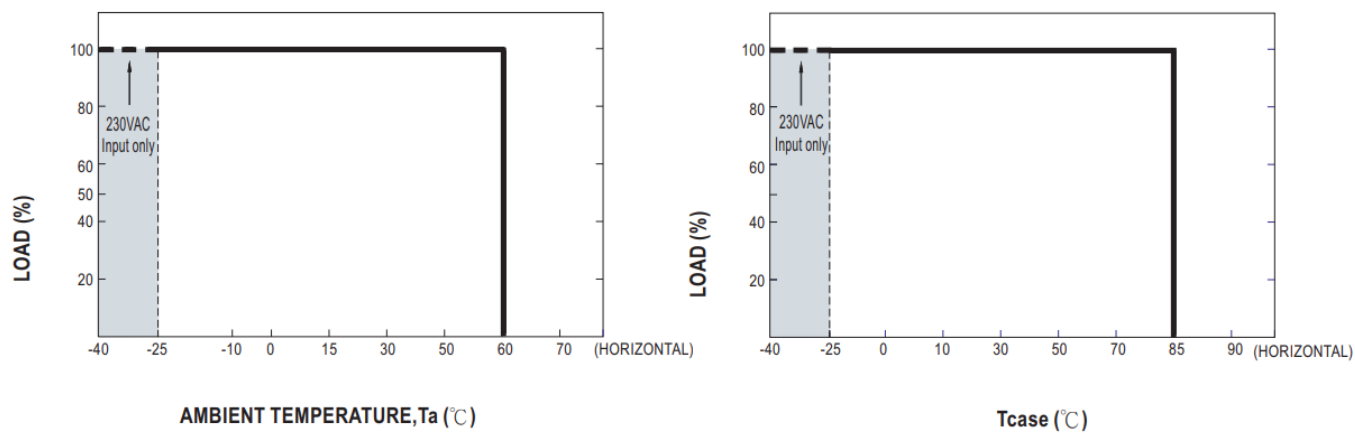 100
80
60
50
40
20
230VAC
Input only
LOAD (%)
-40 -25 -10 0 15 30 50 60 70 (HORIZONTAL)
AMBIENT TEMPERATURE,Ta (℃)
100
80
60
50
40
20
230VAC
Input only
LOAD (%)
-40 -25 0 10 30 50 70 85 90 (HORIZONTAL)
Tcase (℃)